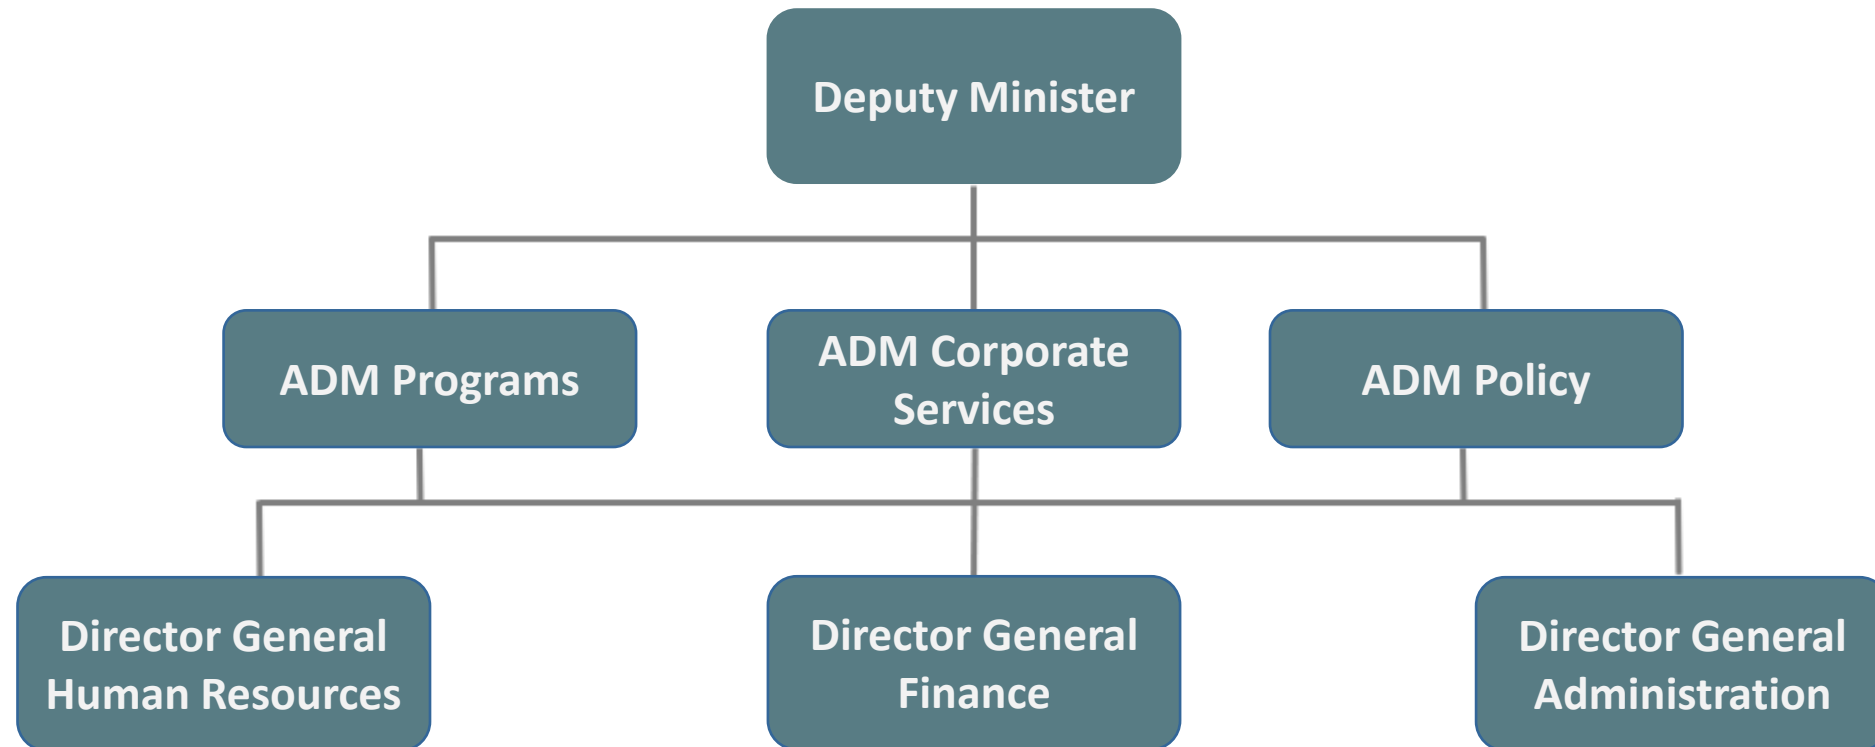 Deputy Minister
ADM Programs
ADM Corporate
Services
ADM Policy
Director General
Human Resources
Director General
Finance
Director General
Administration